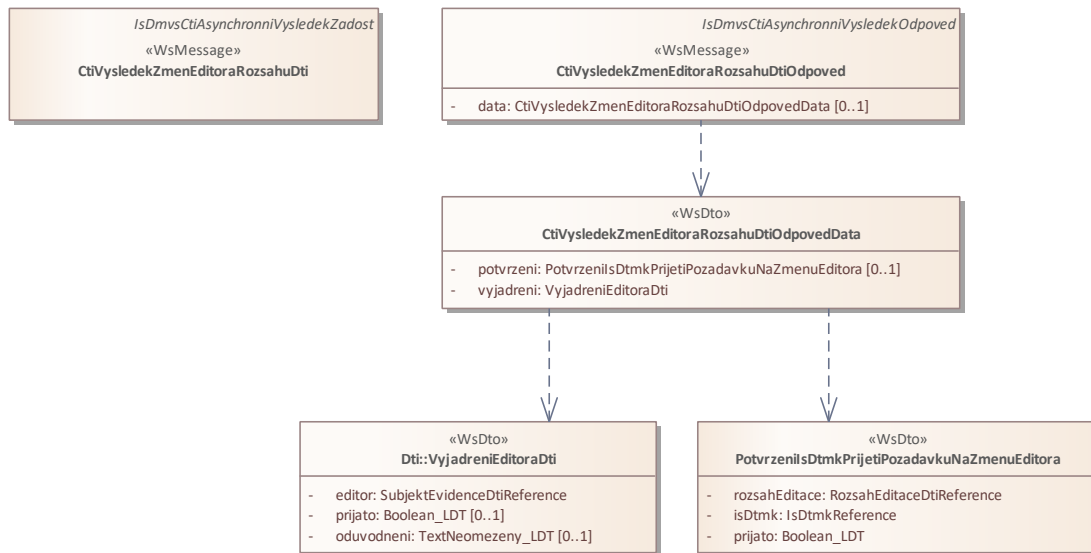 IsDmvsCtiAsynchronniVysledekZadost
«WsMessage»
CtiVysledekZmenEditoraRozsahuDti
IsDmvsCtiAsynchronniVysledekOdpoved
«WsMessage»
CtiVysledekZmenEditoraRozsahuDtiOdpoved
- data: CtiVysledekZmenEditoraRozsahuDtiOdpovedData [0..1]
«WsDto»
CtiVysledekZmenEditoraRozsahuDtiOdpovedData
- potvrzeni: PotvrzeniIsDtmkPrijetiPozadavkuNaZmenuEditora [0..1]
- vyjadreni: VyjadreniEditoraDti
«WsDto»
Dti::VyjadreniEditoraDti
- editor: SubjektEvidenceDtiReference
- prijato: Boolean_LDT [0..1]
- oduvodneni: TextNeomezeny_LDT [0..1]
«WsDto»
PotvrzeniIsDtmkPrijetiPozadavkuNaZmenuEditora
- rozsahEditace: RozsahEditaceDtiReference
- isDtmk: IsDtmkReference
- prijato: Boolean_LDT